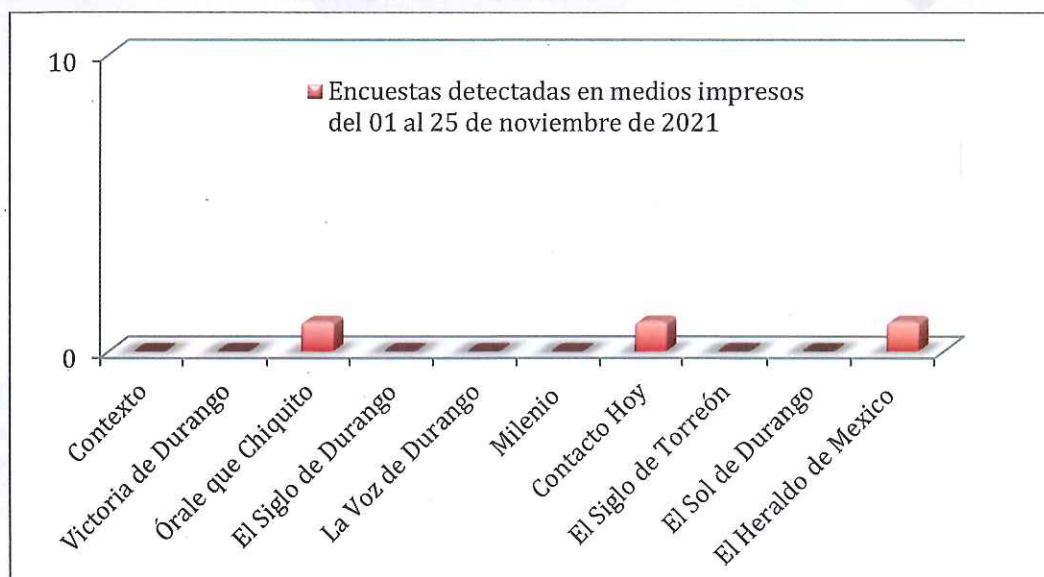 10
Encuestas detectadas en medios impresos
del 01 al 25 de noviembre de 2021
0
Contexto
Victoria de Durango
Órale que Chiquito
El Siglo de Durango
La Voz de Durango
Milenio
Contacto Hoy
El Siglo de Torreón
El Sol de Durango
El Heraldo de Mexico